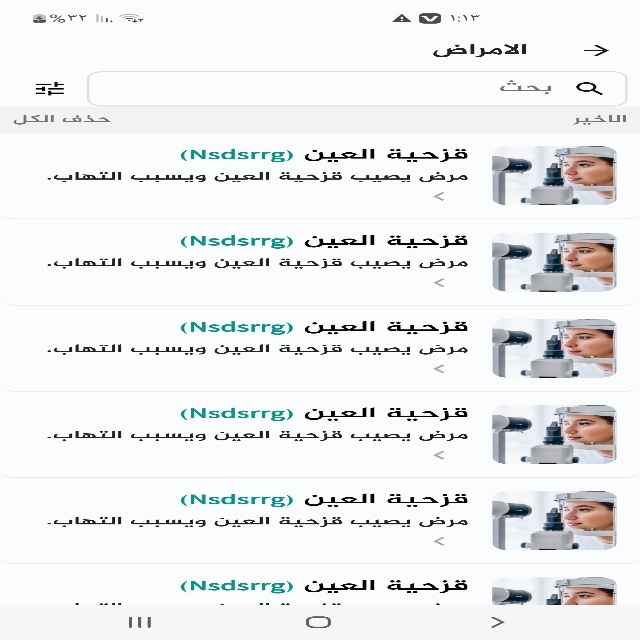 ١:١٣
%٣٢
الامراض
بحث
الأخير
حذف الكل
قزحية العين (Nsdsrrg)
مرض يصيب قزحية العين ويسبب التهاب.
قزحية العين (Nsdsrrg)
مرض يصيب قزحية العين ويسبب التهاب.
قزحية العين (Nsdsrrg)
مرض يصيب قزحية العين ويسبب التهاب.
قزحية العين (Nsdsrrg)
مرض يصيب قزحية العين ويسبب التهاب.
قزحية العين (Nsdsrrg)
مرض يصيب قزحية العين ويسبب التهاب.
قزحية العين (Nsdsrrg)